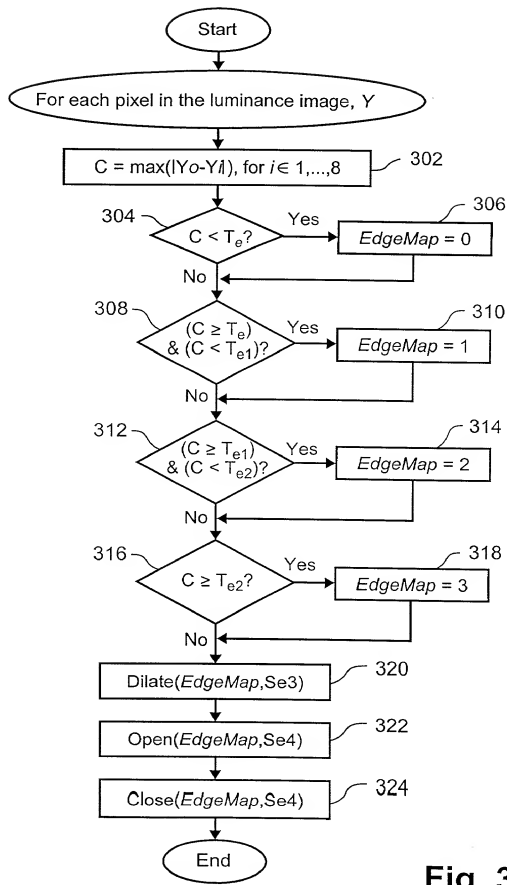 Start
For each pixel in the luminance image, Y
C = max(|Yo-Yi|), for i ∈ 1,...,8
302
304
C < Te?
Yes
306
EdgeMap = 0
No
308
(C ≥ Te)
& (C < Te1)?
Yes
310
EdgeMap = 1
No
312
(C ≥ Te1)
& (C < Te2)?
Yes
314
EdgeMap = 2
No
316
C ≥ Te2?
Yes
318
EdgeMap = 3
No
Dilate(EdgeMap,Se3)
320
Open(EdgeMap,Se4)
322
Close(EdgeMap,Se4)
324
End
Fig. 3